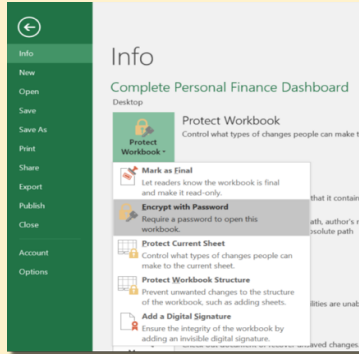 Info
New
Open
Save
Save As
Print
Share
Export
Publish
Close
Account
Options
Info
Complete Personal Finance Dashboard
Desktop
Protect
Workbook
Protect Workbook
Control what types of changes people can make t
Mark as Final
Let readers know the workbook is final
and make it read-only.
Encrypt with Password
Require a password to open this
workbook.
Protect Current Sheet
Control what types of changes people can
make to the current sheet.
Protect Workbook Structure
Prevent unwanted changes to the structure
of the workbook, such as adding sheets.
Add a Digital Signature
Ensure the integrity of the workbook by
adding an invisible digital signature.
that it contain
ath, author's
bsolute path
ilities are unab
changes